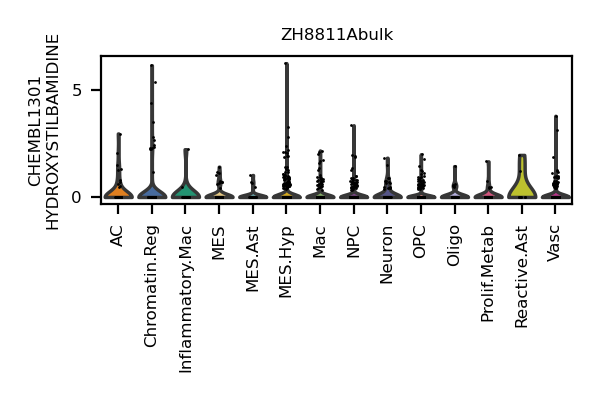 ZH8811Abulk
CHEMBL1301
HYDROXYSTILBAMIDINE
5
0
AC
Chromatin.Reg
Inflammatory.Mac
MES
MES.Ast
MES.Hyp
Mac
NPC
Neuron
OPC
Oligo
Prolif.Metab
Reactive.Ast
Vasc